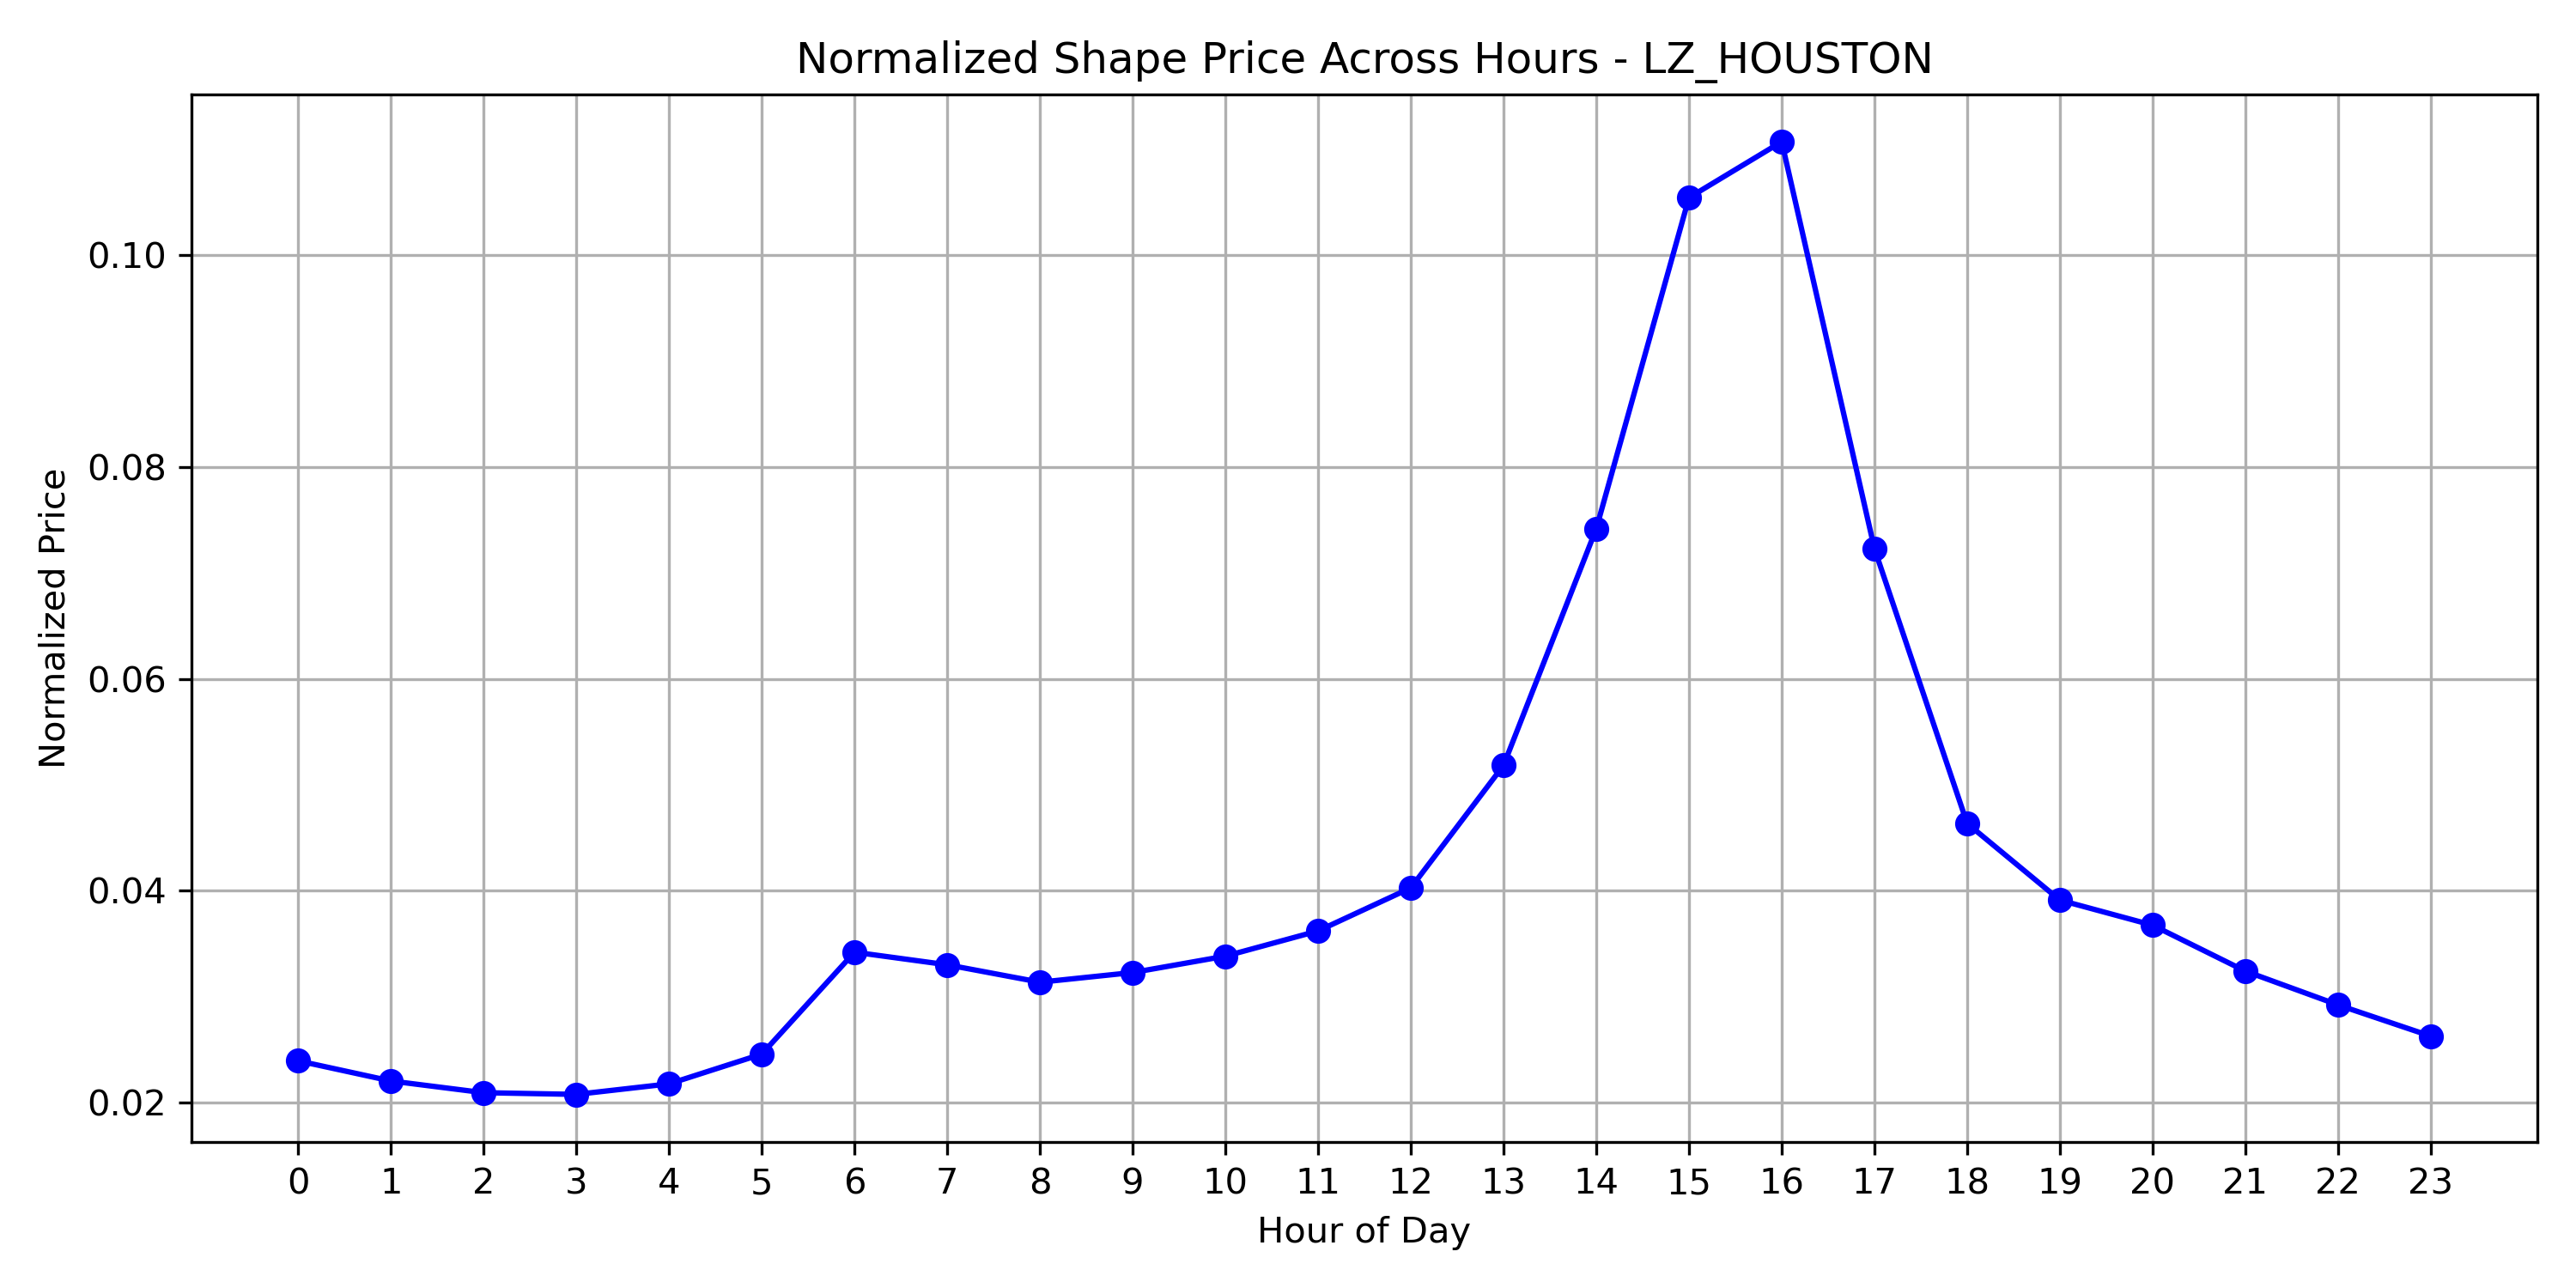 Normalized Shape Price Across Hours - LZ_HOUSTON
Normalized Price
0.10
0.08
0.06
0.04
0.02
0 1 2 3 4 5 6 7 8 9 10 11 12 13 14 15 16 17 18 19 20 21 22 23
Hour of Day